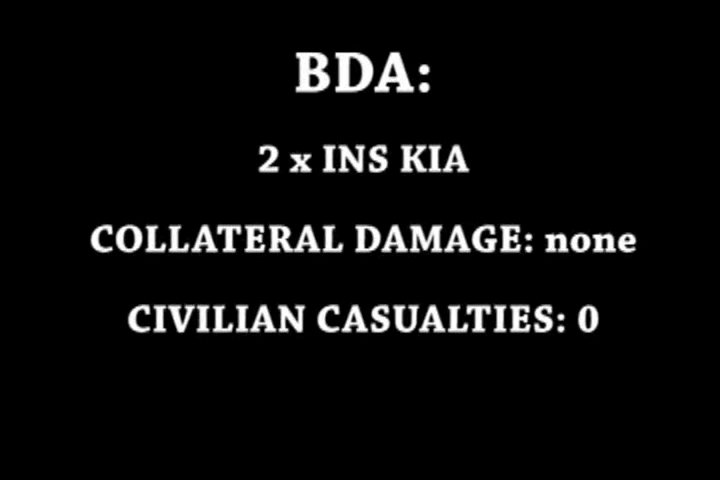 BDA:
2 x INS KIA
COLLATERAL DAMAGE: none
CIVILIAN CASUALTIES: 0